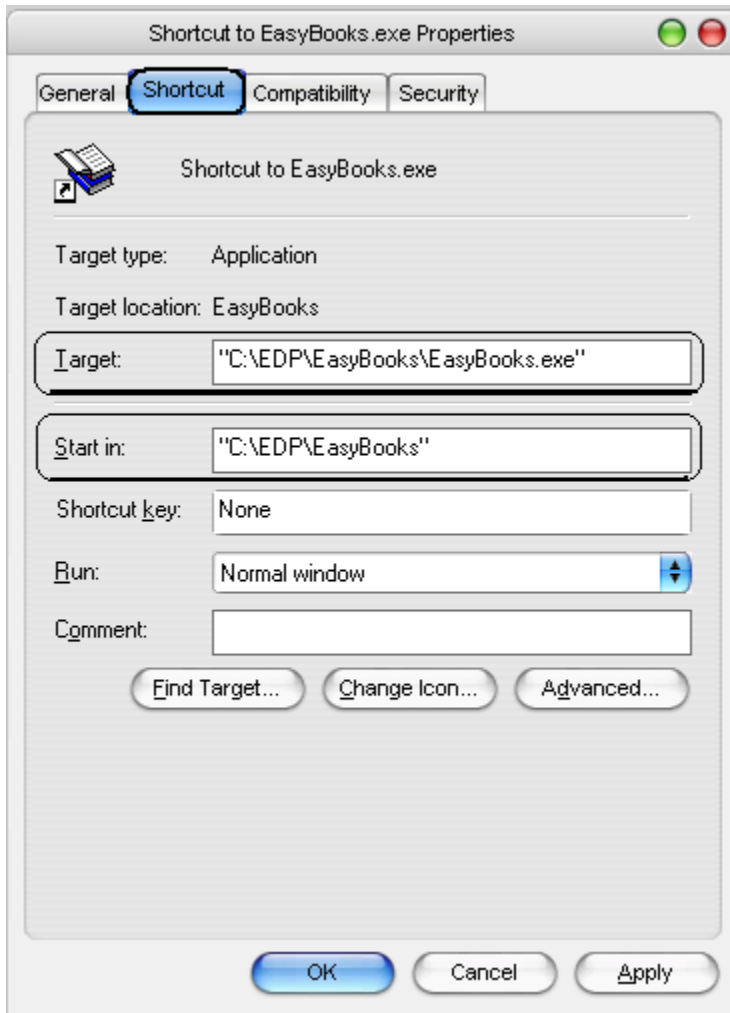 Shortcut to EasyBooks.exe Properties
General Shortcut Compatibility Security
Shortcut to EasyBooks.exe
Target type: Application
Target location: EasyBooks
Target: "C:\EDP\EasyBooks\EasyBooks.exe"
Start in: "C:\EDP\EasyBooks"
Shortcut key: None
Run: Normal window
Comment:
Find Target... Change Icon... Advanced...
OK Cancel Apply